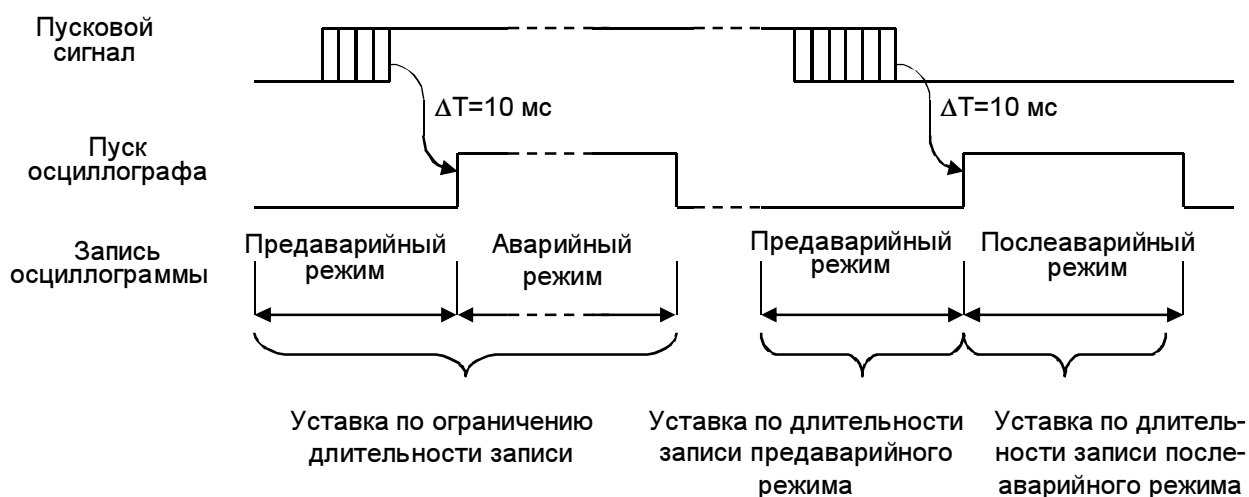 Пусковой
сигнал
ΔT=10 мс
ΔT=10 мс
Пуск
осциллографа
Запись
осциллограммы
Предаварийный
режим
Аварийный
режим
Предаварийный
режим
Послеаварийный
режим
Уставка по ограничению
длительности записи
Уставка по длительности
записи предаварийного
режима
Уставка по длитель-
ности записи после-
аварийного режима